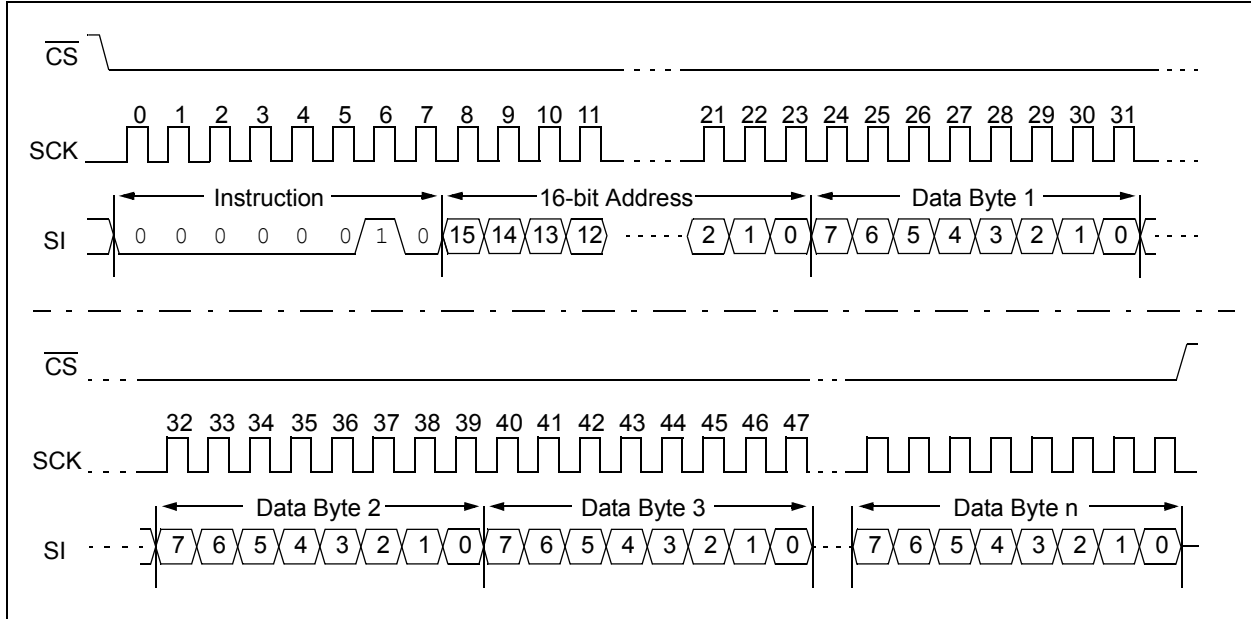 CS
0 1 2 3 4 5 6 7 8 9 10 11 21 22 23 24 25 26 27 28 29 30 31
SCK
Instruction 16-bit Address Data Byte 1
SI 0 0 0 0 0 0 1 0 15 14 13 12 2 1 0 7 6 5 4 3 2 1 0
CS
32 33 34 35 36 37 38 39 40 41 42 43 44 45 46 47
SCK
Data Byte 2 Data Byte 3 Data Byte n
SI 7 6 5 4 3 2 1 0 7 6 5 4 3 2 1 0 7 6 5 4 3 2 1 0